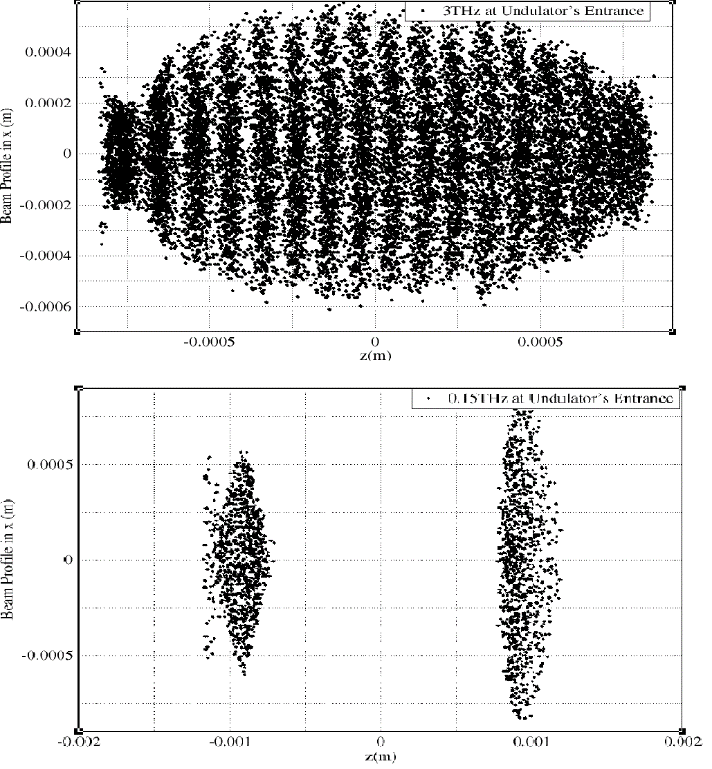 3THz at Undulator's Entrance
0.0004
0.0002
0
-0.0002
-0.0004
-0.0006
Beam Profile in x (m)
-0.0005
0
0.0005
z(m)
0.15THz at Undulator's Entrance
0.0005
0
-0.0005
Beam Profile in x (m)
-0.002
-0.001
0
0.001
0.002
z(m)